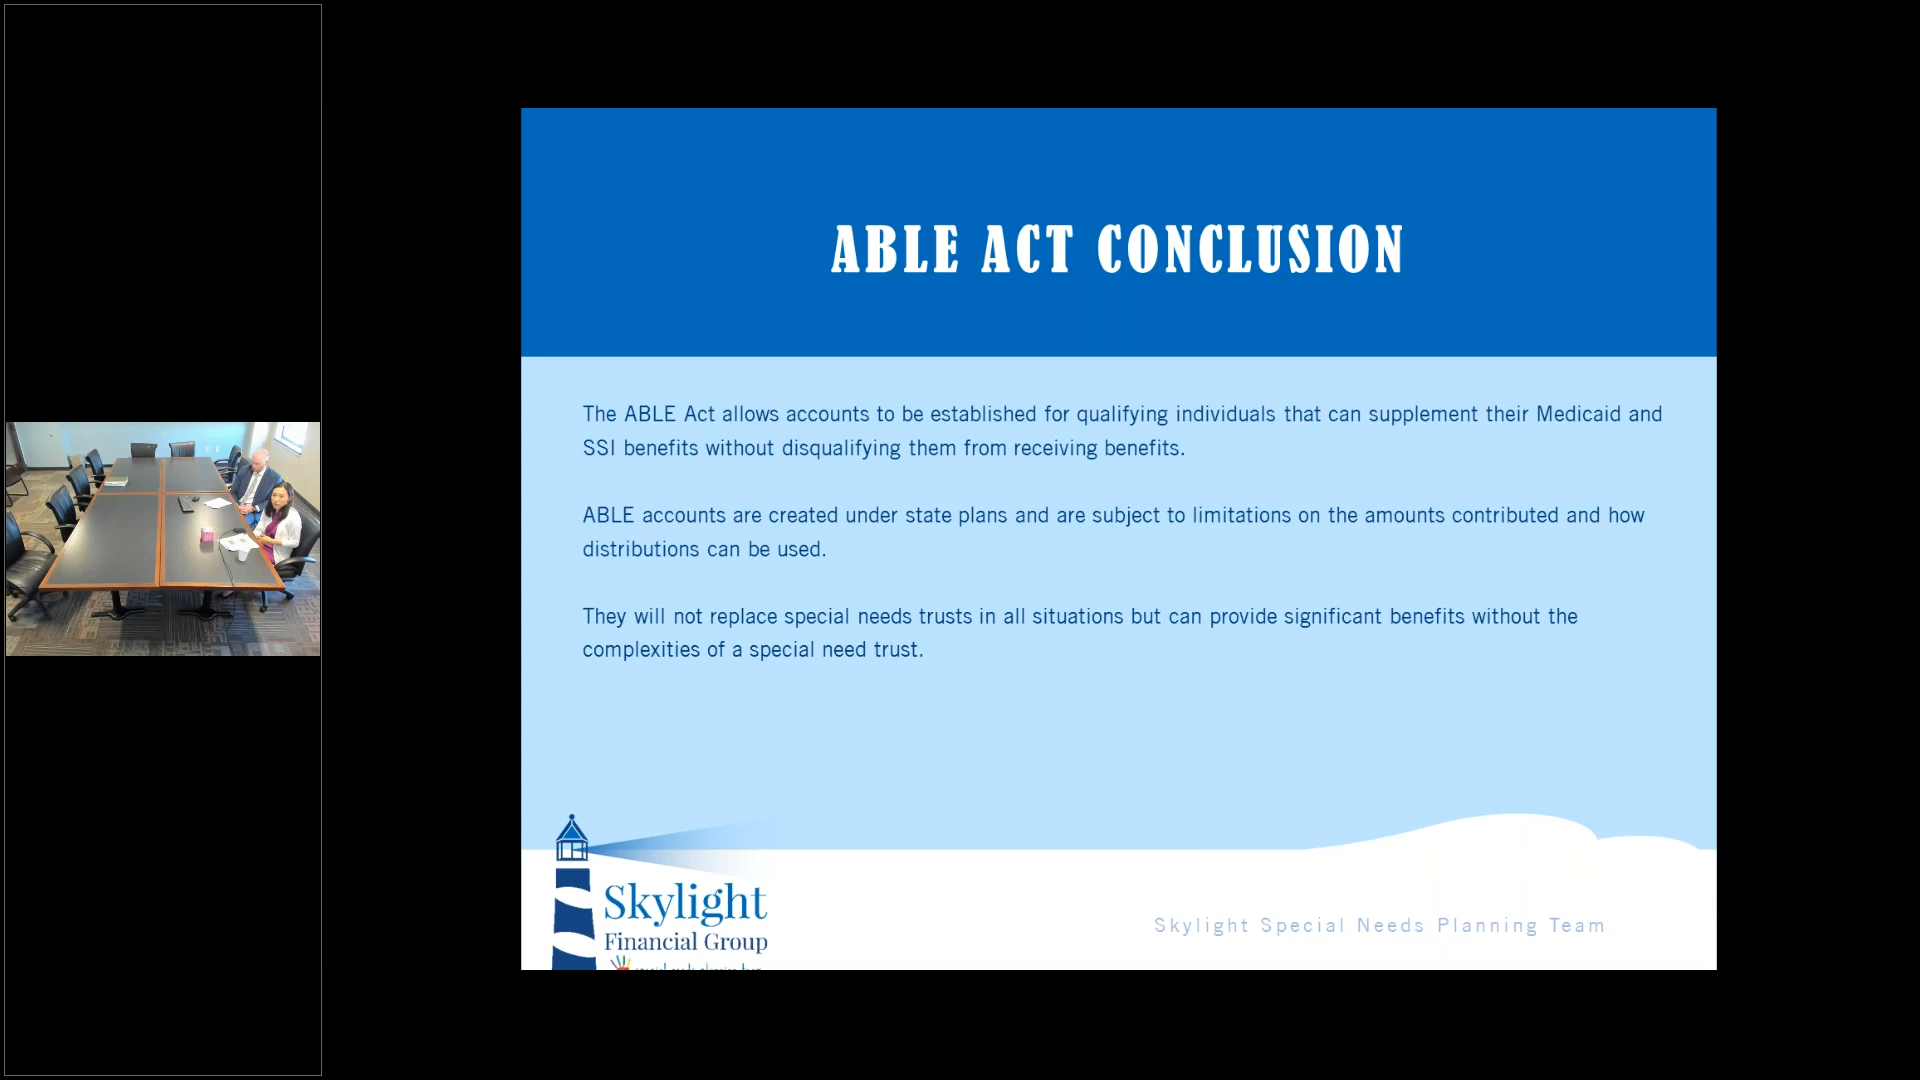 ABLE ACT CONCLUSION
The ABLE Act allows accounts to be established for qualifying individuals that can supplement their Medicaid and
SSI benefits without disqualifying them from receiving benefits.
ABLE accounts are created under state plans and are subject to limitations on the amounts contributed and how
distributions can be used.
They will not replace special needs trusts in all situations but can provide significant benefits without the
complexities of a special need trust.
Skylight
Financial Group
Skylight Special Needs Planning Team